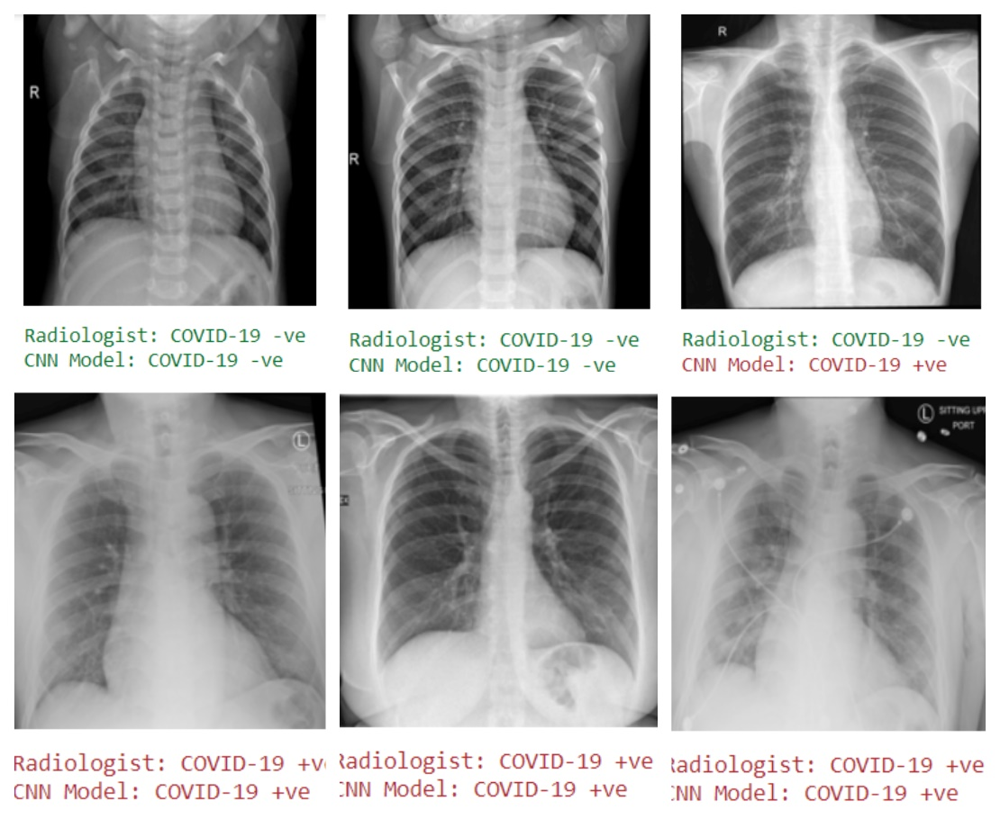 R
R
R
Radiologist: COVID-19 -ve
CNN Model: COVID-19 -ve
Radiologist: COVID-19 -ve
CNN Model: COVID-19 -ve
Radiologist: COVID-19 -ve
CNN Model: COVID-19 +ve
L
L SITTING UP
PORT
Radiologist: COVID-19 +ve
CNN Model: COVID-19 +ve
Radiologist: COVID-19 +ve
CNN Model: COVID-19 +ve
Radiologist: COVID-19 +ve
CNN Model: COVID-19 +ve